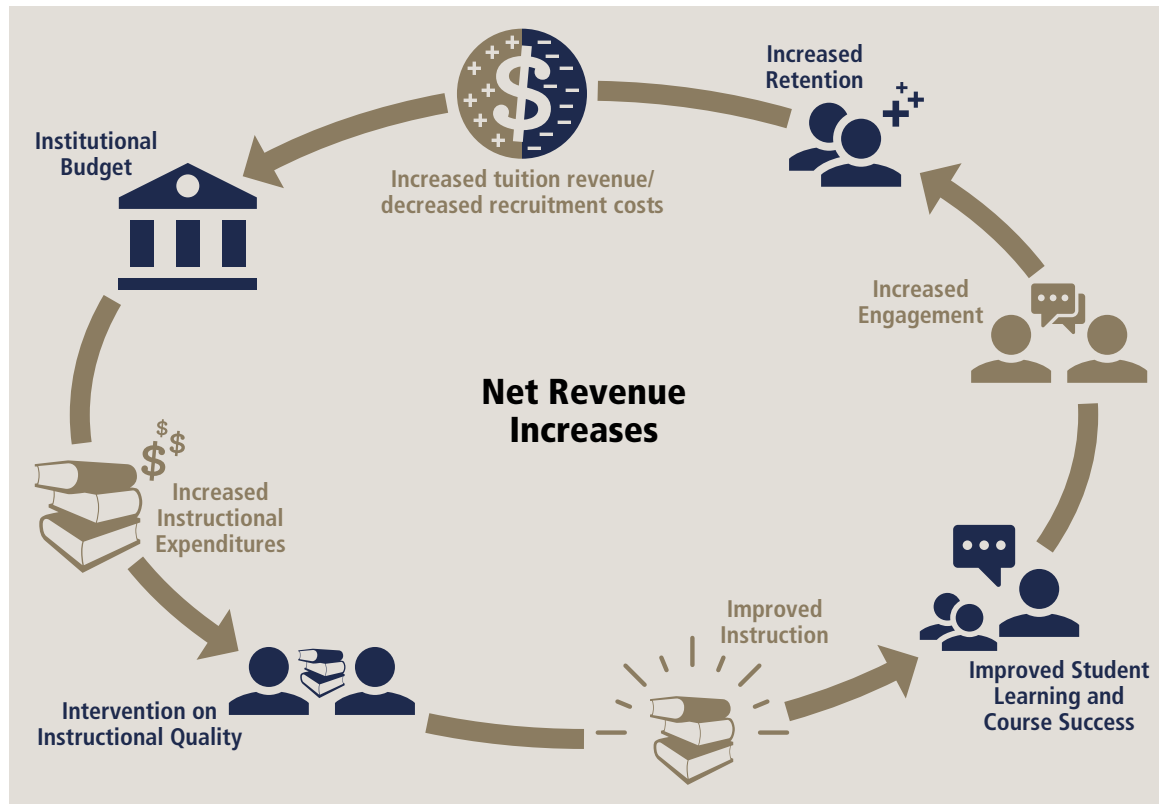 Increased
Retention
Institutional
Budget
Increased tuition revenue/
decreased recruitment costs
Increased
Engagement
Net Revenue
Increases
Increased
Instructional
Expenditures
Improved
Instruction
Improved Student
Learning and
Course Success
Intervention on
Instructional Quality